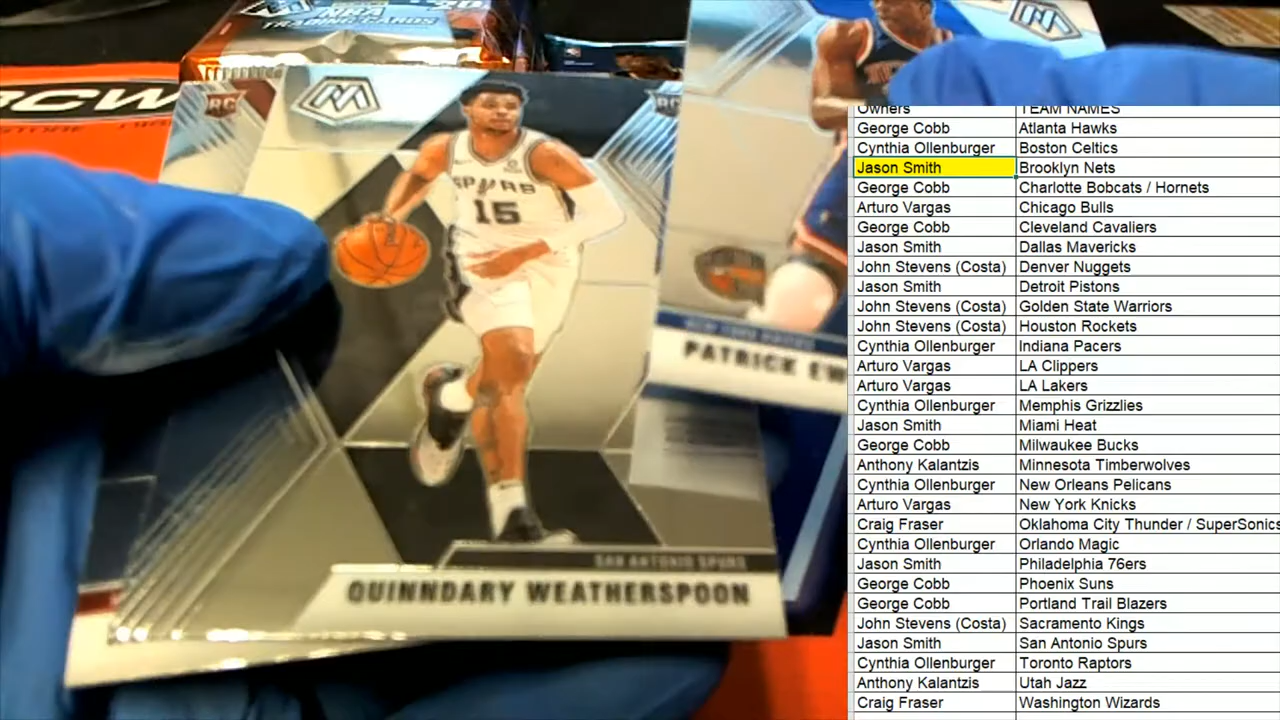 20
NBA
TRADING CARDS
RC
M
RC
M
SPURS
15
NEW YORK KNICKS
PATRICK EW
SAN ANTONIO SPURS
QUINNDARY WEATHERSPOON
Owners TEAM NAMES
George Cobb Atlanta Hawks
Cynthia Ollenburger Boston Celtics
Jason Smith Brooklyn Nets
George Cobb Charlotte Bobcats / Hornets
Arturo Vargas Chicago Bulls
George Cobb Cleveland Cavaliers
Jason Smith Dallas Mavericks
John Stevens (Costa) Denver Nuggets
Jason Smith Detroit Pistons
John Stevens (Costa) Golden State Warriors
John Stevens (Costa) Houston Rockets
Cynthia Ollenburger Indiana Pacers
Arturo Vargas LA Clippers
Arturo Vargas LA Lakers
Cynthia Ollenburger Memphis Grizzlies
Jason Smith Miami Heat
George Cobb Milwaukee Bucks
Anthony Kalantzis Minnesota Timberwolves
Cynthia Ollenburger New Orleans Pelicans
Arturo Vargas New York Knicks
Craig Fraser Oklahoma City Thunder / SuperSonics
Cynthia Ollenburger Orlando Magic
Jason Smith Philadelphia 76ers
George Cobb Phoenix Suns
George Cobb Portland Trail Blazers
John Stevens (Costa) Sacramento Kings
Jason Smith San Antonio Spurs
Cynthia Ollenburger Toronto Raptors
Anthony Kalantzis Utah Jazz
Craig Fraser Washington Wizards